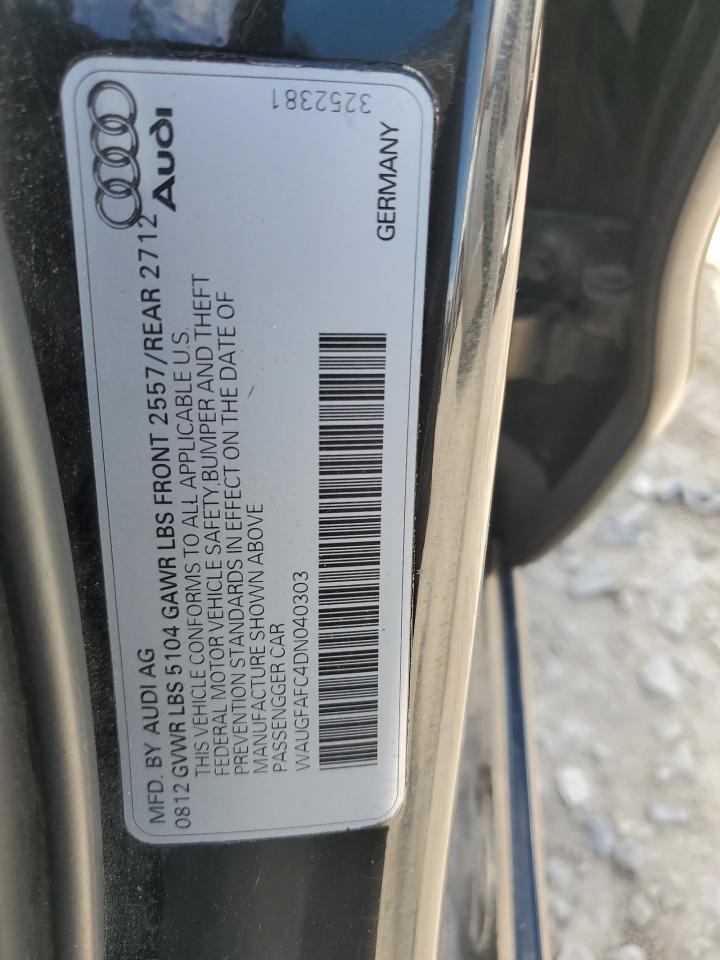 Audi
3252381
GERMANY
MFD. BY AUDI AG
0812 GVWR LBS 5104 GAWR LBS FRONT 2557/REAR 2712
THIS VEHICLE CONFORMS TO ALL APPLICABLE U.S.
FEDERAL MOTOR VEHICLE SAFETY, BUMPER AND THEFT
PREVENTION STANDARDS IN EFFECT ON THE DATE OF
MANUFACTURE SHOWN ABOVE
PASSENGGER CAR
WAUGFAFC4DN040303